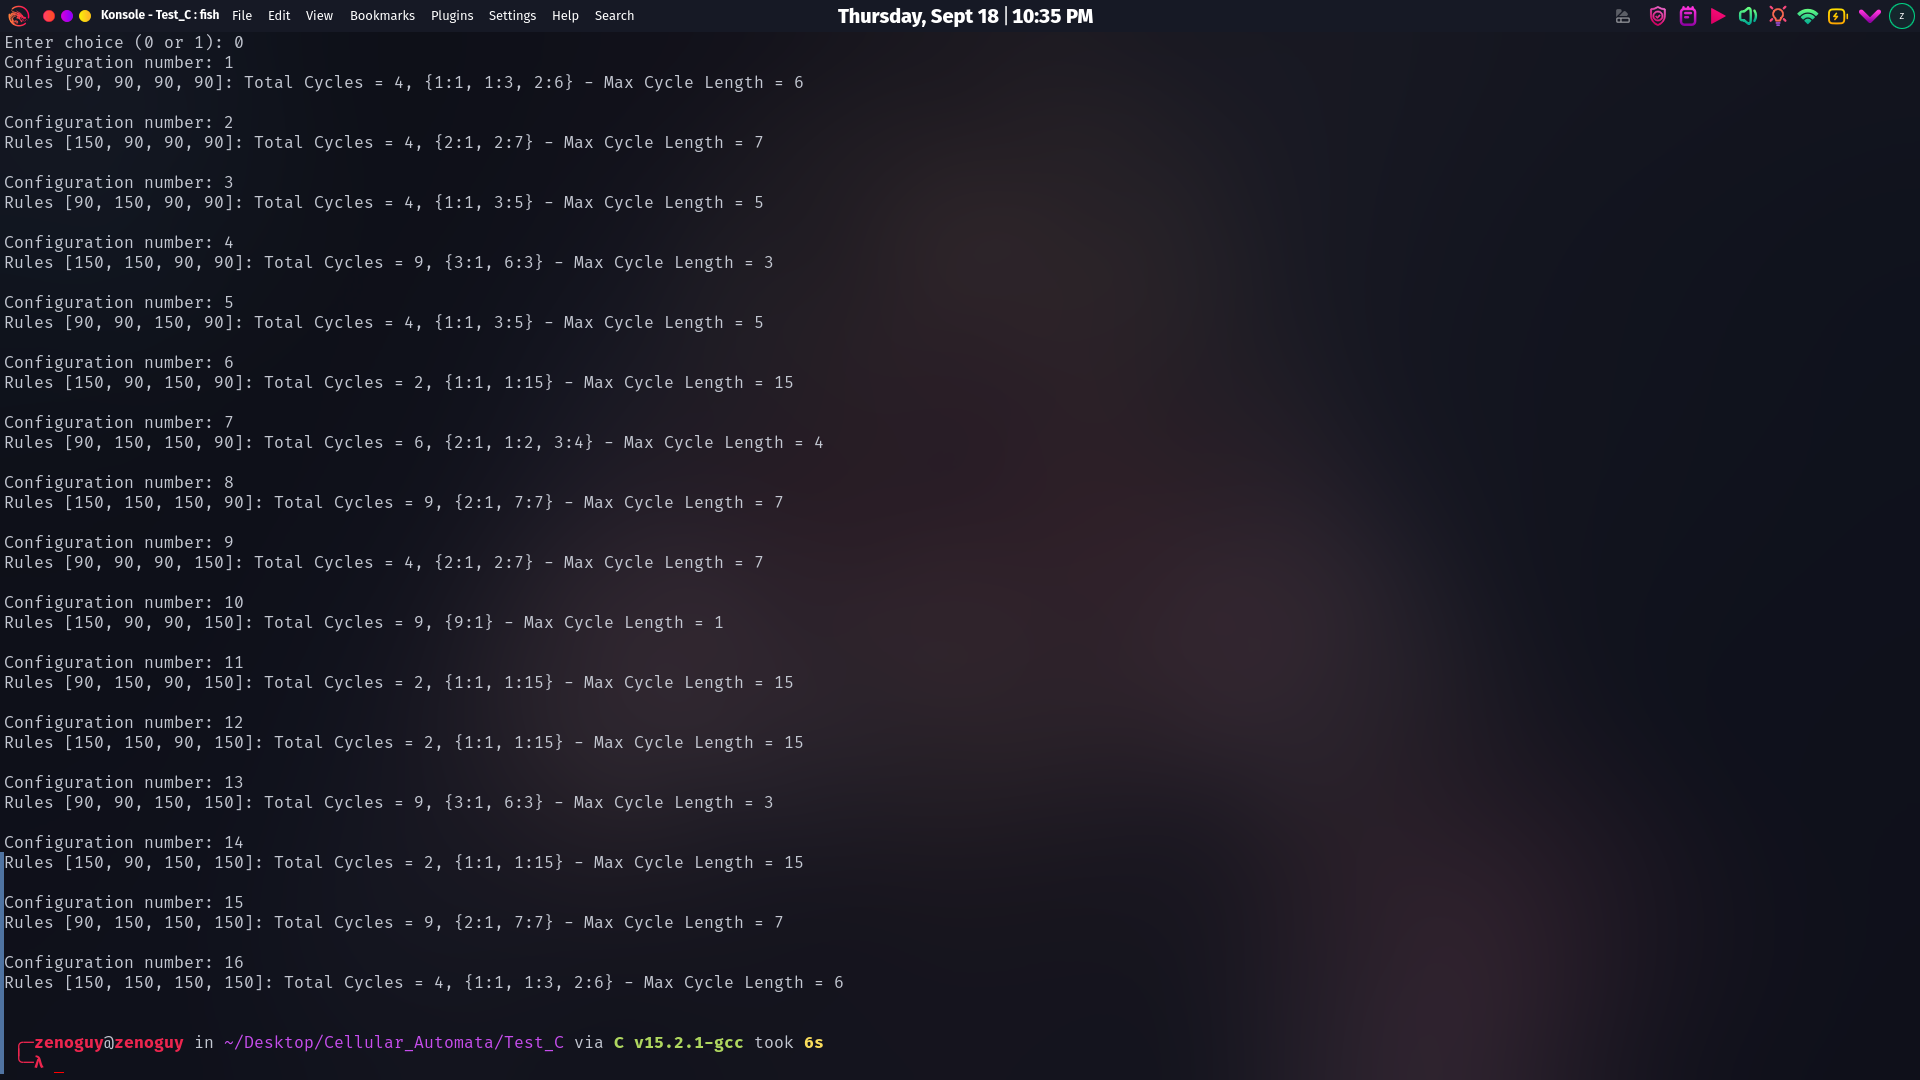 Konsole - Test_C : fish File Edit View Bookmarks Plugins Settings Help Search Thursday, Sept 18 | 10:35 PM z
Enter choice (0 or 1): 0
Configuration number: 1
Rules [90, 90, 90, 90]: Total Cycles = 4, {1:1, 1:3, 2:6} - Max Cycle Length = 6
Configuration number: 2
Rules [150, 90, 90, 90]: Total Cycles = 4, {2:1, 2:7} - Max Cycle Length = 7
Configuration number: 3
Rules [90, 150, 90, 90]: Total Cycles = 4, {1:1, 3:5} - Max Cycle Length = 5
Configuration number: 4
Rules [150, 150, 90, 90]: Total Cycles = 9, {3:1, 6:3} - Max Cycle Length = 3
Configuration number: 5
Rules [90, 90, 150, 90]: Total Cycles = 4, {1:1, 3:5} - Max Cycle Length = 5
Configuration number: 6
Rules [150, 90, 150, 90]: Total Cycles = 2, {1:1, 1:15} - Max Cycle Length = 15
Configuration number: 7
Rules [90, 150, 150, 90]: Total Cycles = 6, {2:1, 1:2, 3:4} - Max Cycle Length = 4
Configuration number: 8
Rules [150, 150, 150, 90]: Total Cycles = 9, {2:1, 7:7} - Max Cycle Length = 7
Configuration number: 9
Rules [90, 90, 90, 150]: Total Cycles = 4, {2:1, 2:7} - Max Cycle Length = 7
Configuration number: 10
Rules [150, 90, 90, 150]: Total Cycles = 9, {9:1} - Max Cycle Length = 1
Configuration number: 11
Rules [90, 150, 90, 150]: Total Cycles = 2, {1:1, 1:15} - Max Cycle Length = 15
Configuration number: 12
Rules [150, 150, 90, 150]: Total Cycles = 2, {1:1, 1:15} - Max Cycle Length = 15
Configuration number: 13
Rules [90, 90, 150, 150]: Total Cycles = 9, {3:1, 6:3} - Max Cycle Length = 3
Configuration number: 14
Rules [150, 90, 150, 150]: Total Cycles = 2, {1:1, 1:15} - Max Cycle Length = 15
Configuration number: 15
Rules [90, 150, 150, 150]: Total Cycles = 9, {2:1, 7:7} - Max Cycle Length = 7
Configuration number: 16
Rules [150, 150, 150, 150]: Total Cycles = 4, {1:1, 1:3, 2:6} - Max Cycle Length = 6
zenoguy@zenoguy in ~/Desktop/Cellular_Automata/Test_C via C v15.2.1-gcc took 6s
λ _